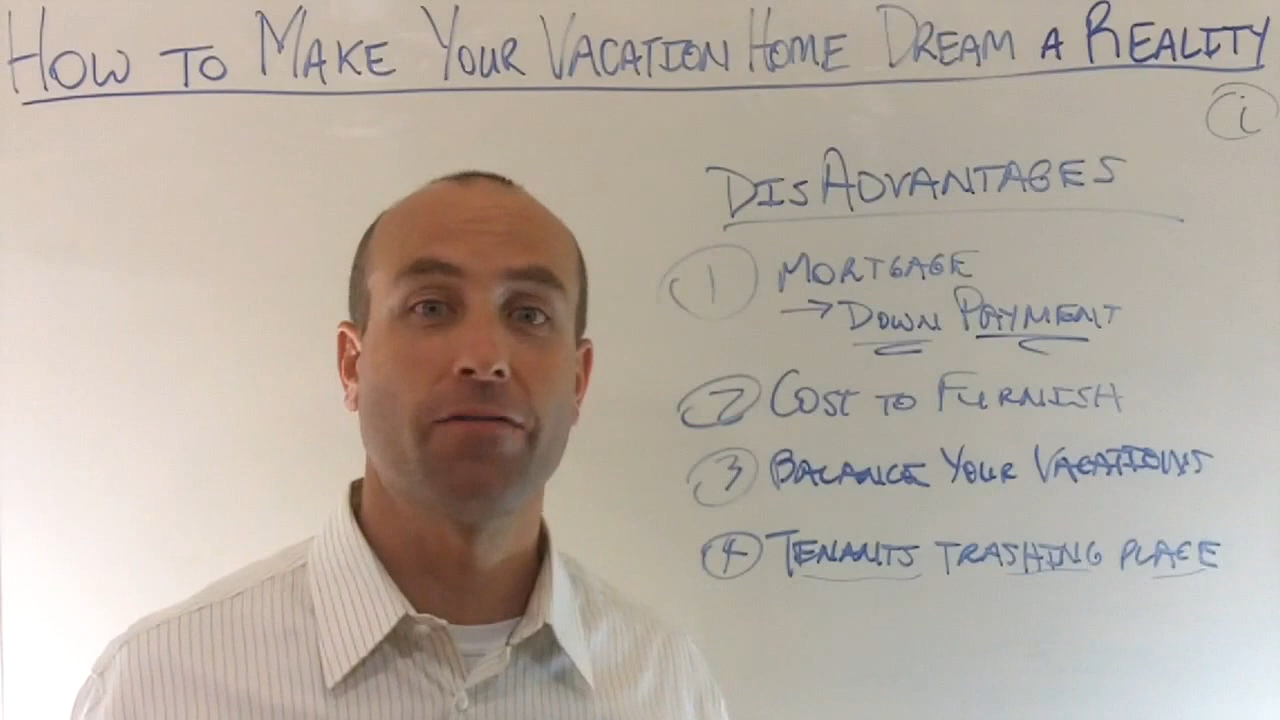 HOW TO MAKE YOUR VACATION HOME DREAM A REALITY
i
DISADVANTAGES
1 MORTGAGE
→ DOWN PAYMENT
2 COST TO FURNISH
3 BALANCE YOUR VACATIONS
4 TENANTS TRASHING PLACE